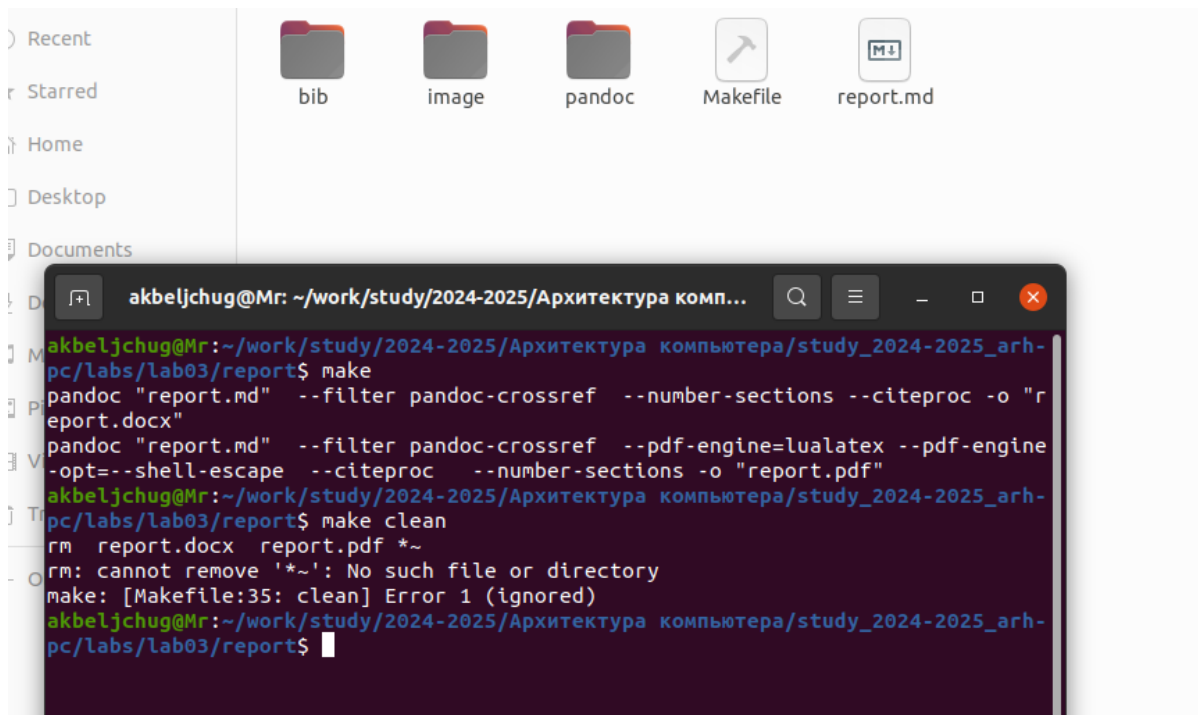 Recent
Starred
Home
Desktop
Documents
bib
image
pandoc
Makefile
M↓
report.md
akbeljchug@Mr: ~/work/study/2024-2025/Архитектура комп...
akbeljchug@Mr:~/work/study/2024-2025/Архитектура компьютера/study_2024-2025_arh-
pc/labs/lab03/report$ make
pandoc "report.md"  --filter pandoc-crossref  --number-sections --citeproc -o "r
eport.docx"
pandoc "report.md"  --filter pandoc-crossref  --pdf-engine=lualatex --pdf-engine
-opt=--shell-escape  --citeproc   --number-sections -o "report.pdf"
akbeljchug@Mr:~/work/study/2024-2025/Архитектура компьютера/study_2024-2025_arh-
pc/labs/lab03/report$ make clean
rm  report.docx  report.pdf *~
rm: cannot remove '*~': No such file or directory
make: [Makefile:35: clean] Error 1 (ignored)
akbeljchug@Mr:~/work/study/2024-2025/Архитектура компьютера/study_2024-2025_arh-
pc/labs/lab03/report$